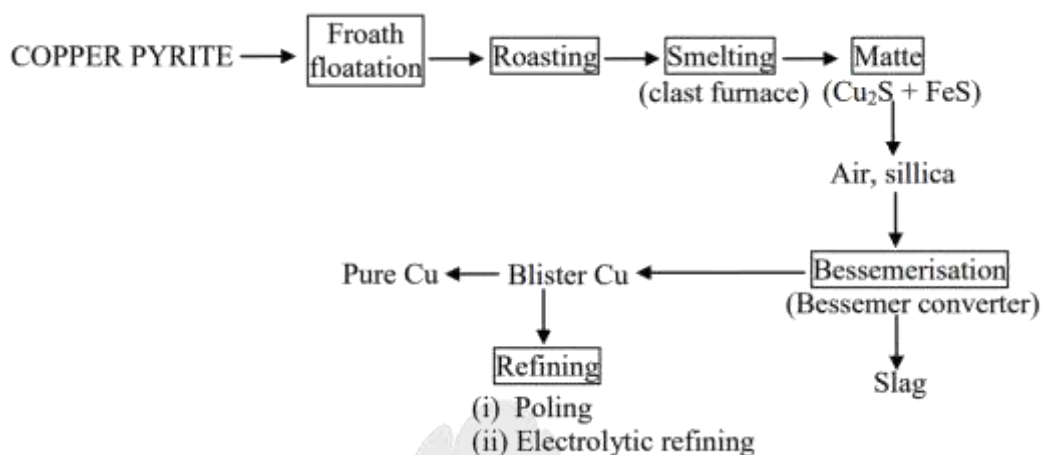 COPPER PYRITE
Froath
floatation
Roasting
Smelting
(clast furnace)
Matte
(Cu₂S + FeS)
Air, sillica
Bessemerisation
(Bessemer converter)
Slag
Blister Cu
Pure Cu
Refining
(i) Poling
(ii) Electrolytic refining